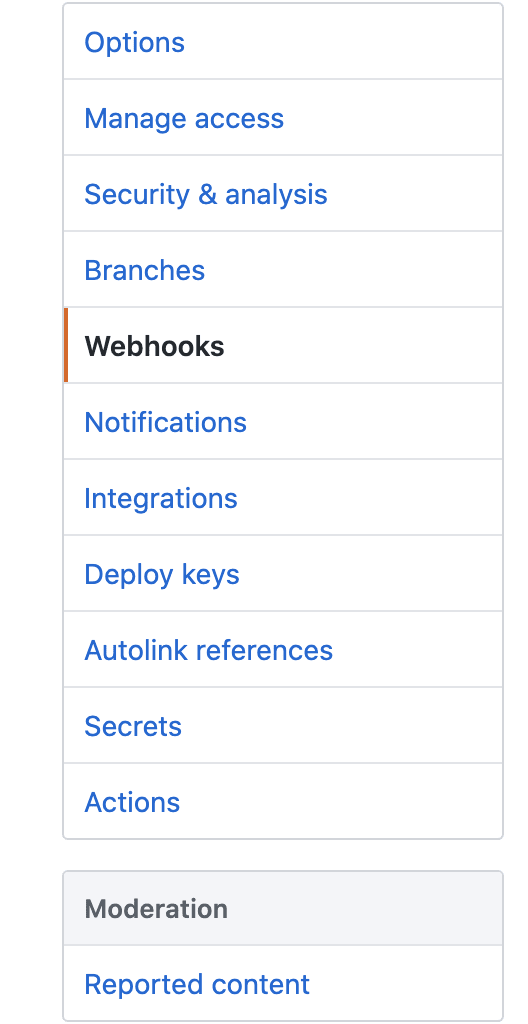 Options
Manage access
Security & analysis
Branches
Webhooks
Notifications
Integrations
Deploy keys
Autolink references
Secrets
Actions
Moderation
Reported content